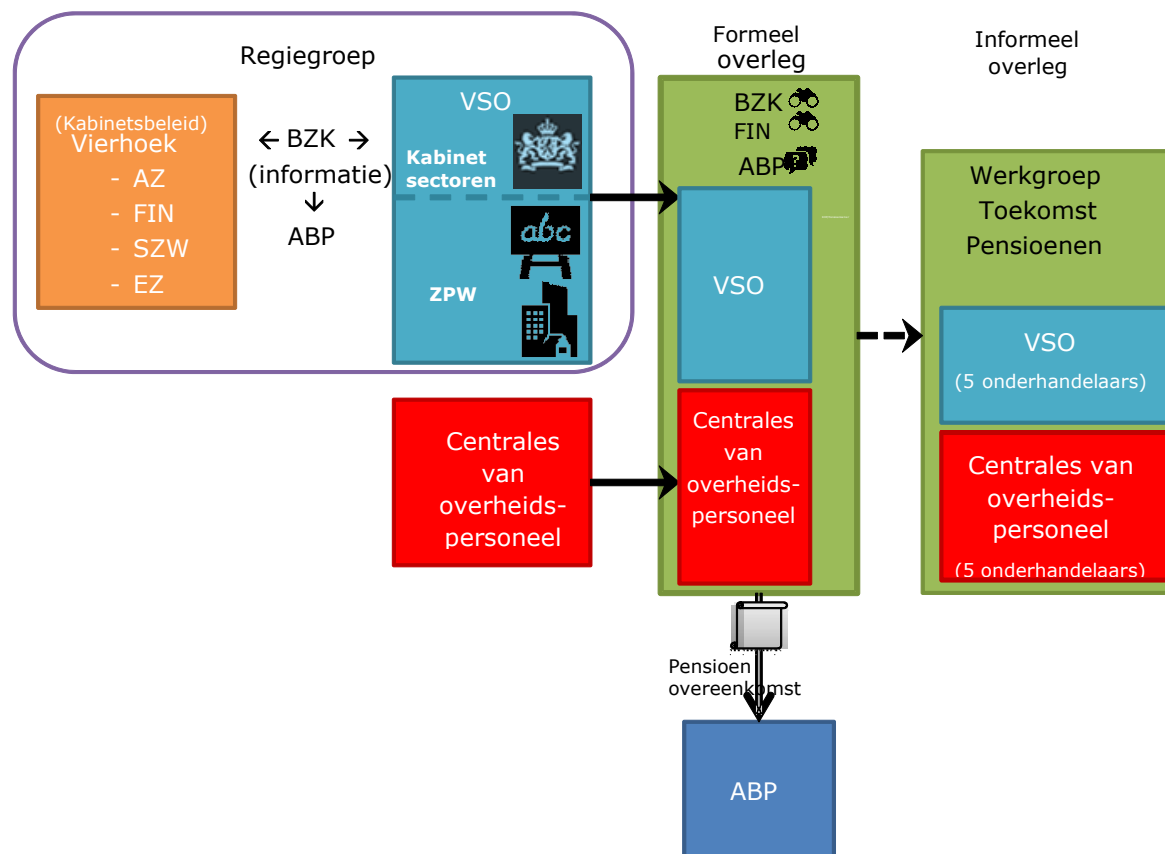 Regiegroep
(Kabinetsbeleid)
Vierhoek
- AZ
- FIN
- SZW
- EZ
← BZK →
(informatie)
↓
ABP
VSO
Kabinet
sectoren
abc
ZPW
Centrales
van
overheids-
personeel
Formeel
overleg
BZK
FIN
ABP
VSO
Centrales
van
overheids-
personeel
Pensioen
overeenkomst
ABP
Informeel
overleg
Werkgroep
Toekomst
Pensioenen
VSO
(5 onderhandelaars)
Centrales van
overheids-
personeel
(5 onderhandelaars)